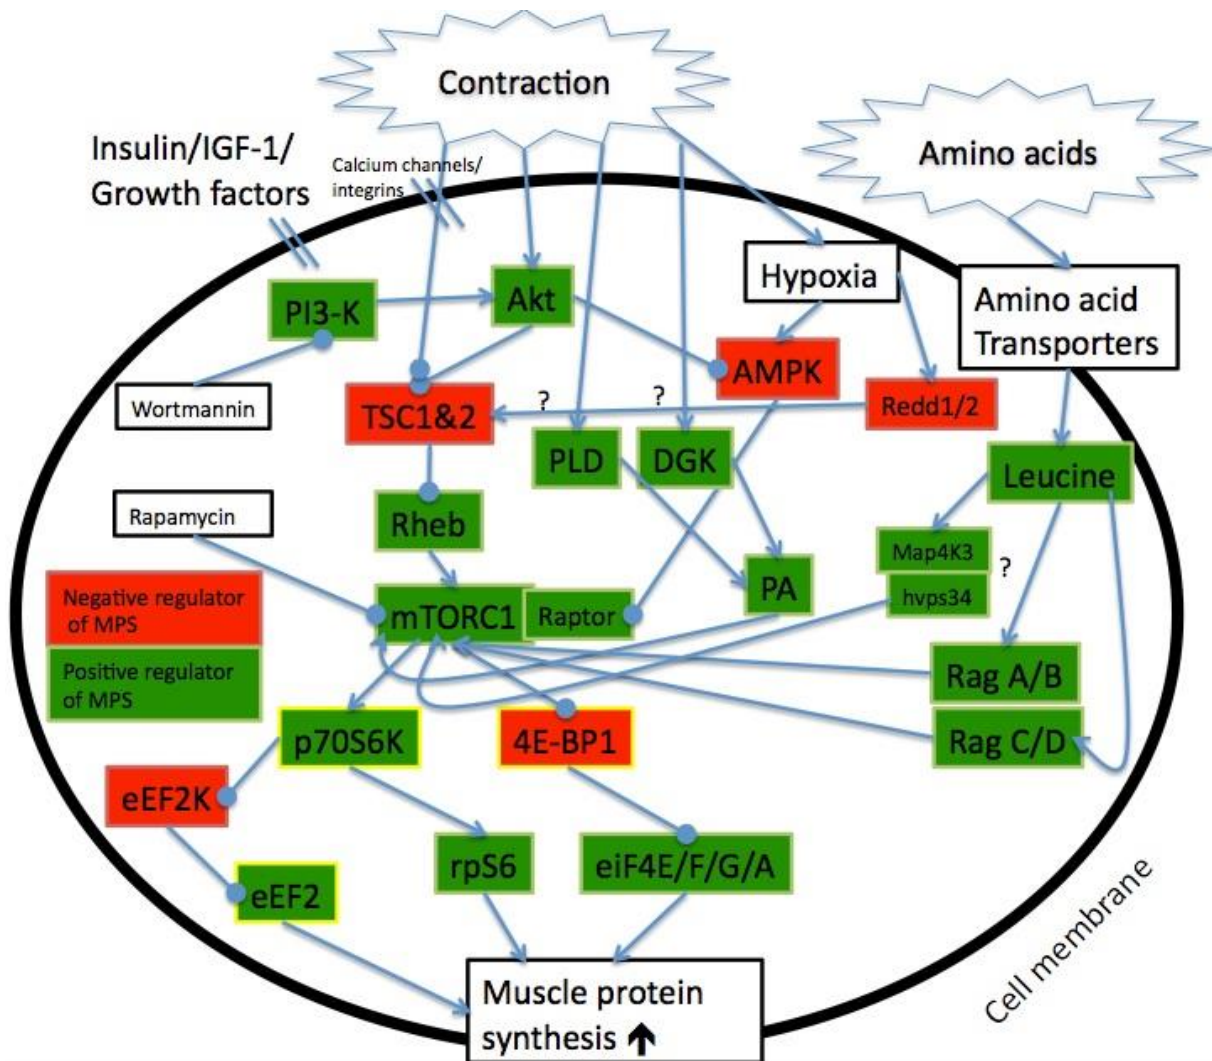 Contraction
Amino acids
Insulin/IGF-1/
Growth factors
Calcium channels/
integrins
Hypoxia
Amino acid
Transporters
PI3-K
Akt
AMPK
Redd1/2
Wortmannin
TSC1&2
?
?
PLD
DGK
Leucine
Rapamycin
Rheb
Map4K3
?
hvps34
PA
mTORC1
Raptor
Negative regulator
of MPS
Positive regulator
of MPS
Rag A/B
Rag C/D
p70S6K
4E-BP1
eEF2K
rpS6
eiF4E/F/G/A
eEF2
Cell membrane
Muscle protein
synthesis ↑